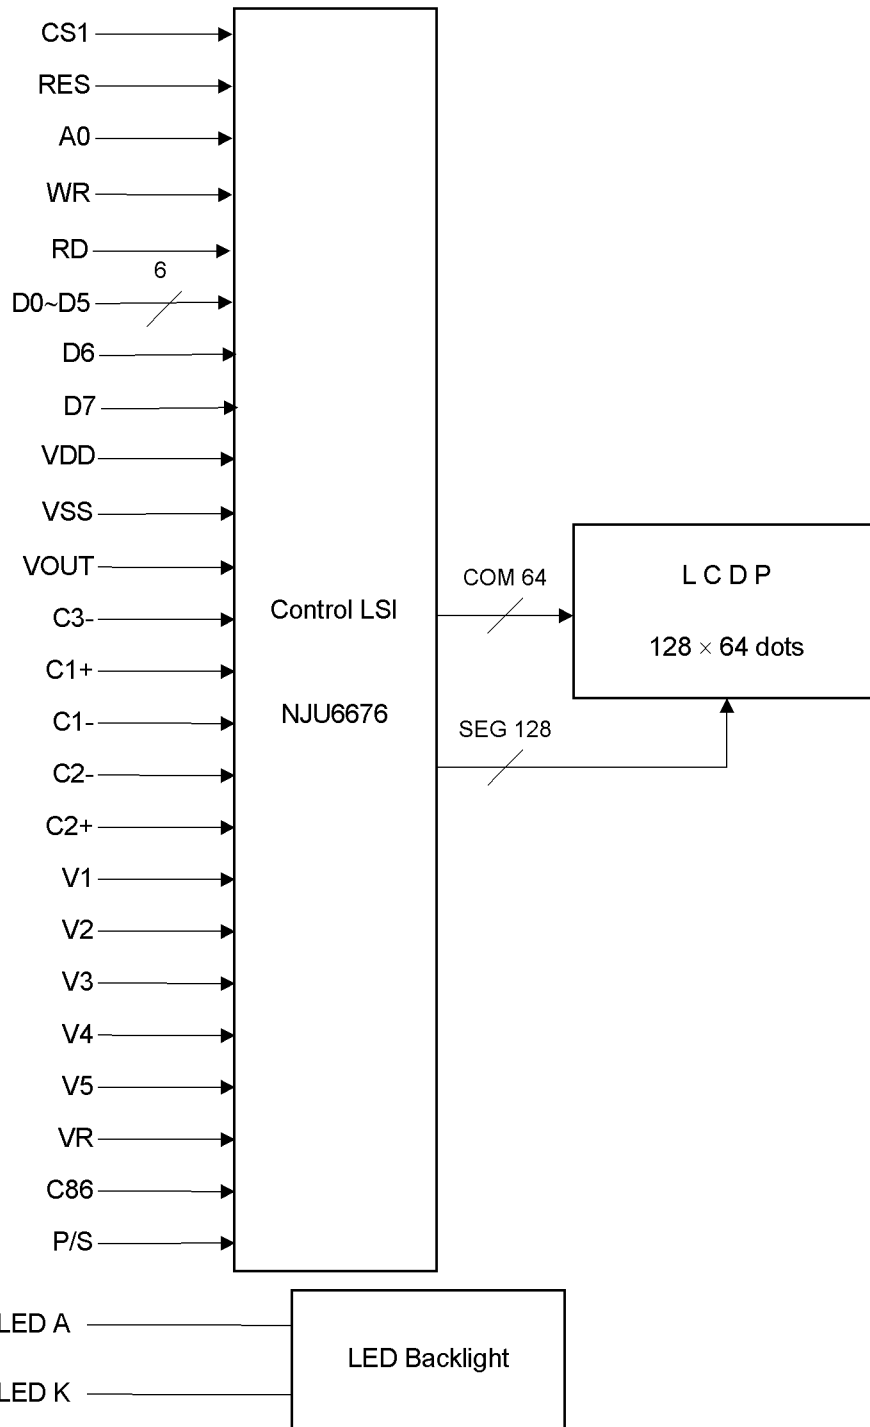 CS1
RES
A0
WR
RD
6
D0~D5
D6
D7
VDD
VSS
VOUT
C3-
C1+
C1-
C2-
C2+
V1
V2
V3
V4
V5
VR
C86
P/S
Control LSI
NJU6676
COM 64
SEG 128
L C D P
128 × 64 dots
LED A
LED K
LED Backlight